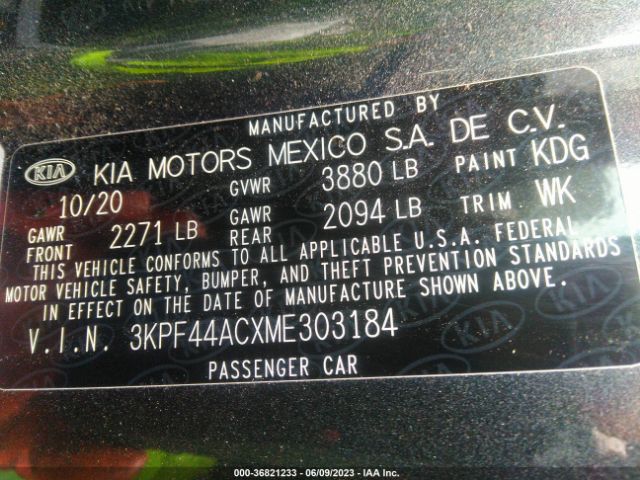 MANUFACTURED BY
KIA KIA MOTORS MEXICO S.A. DE C.V.
10/20 GVWR 3880 LB PAINT KDG
GAWR FRONT 2271 LB GAWR REAR 2094 LB TRIM WK
THIS VEHICLE CONFORMS TO ALL APPLICABLE U.S.A. FEDERAL
MOTOR VEHICLE SAFETY, BUMPER, AND THEFT PREVENTION STANDARDS
IN EFFECT ON THE DATE OF MANUFACTURE SHOWN ABOVE.
V.I.N. 3KPF44ACXME303184
PASSENGER CAR
000-36821233 - 06/09/2023 - IAA Inc.